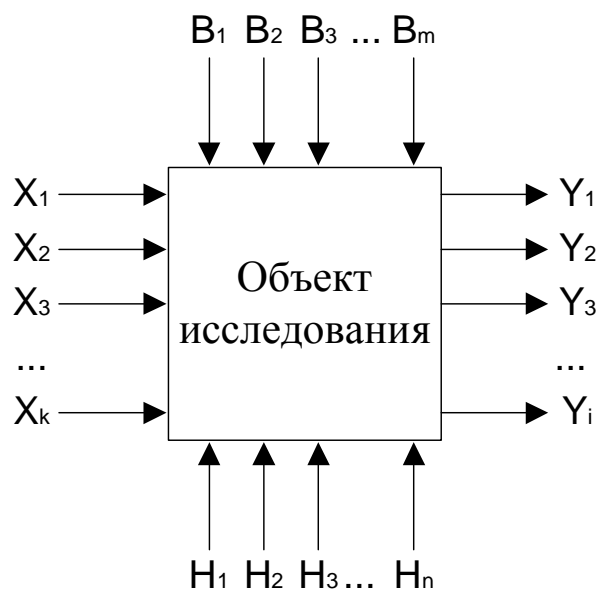 B₁ B₂ B₃ ... Bₘ
X₁ Y₁
X₂ Y₂
X₃ Y₃
Объект
исследования
... ...
Xₖ Yᵢ
H₁ H₂ H₃ ... Hₙ